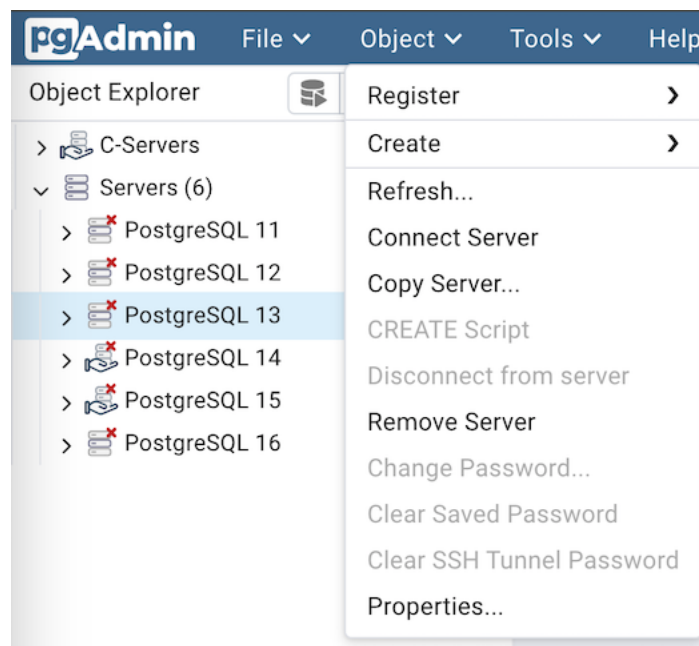 pgAdmin File Object Tools Help
Object Explorer
C-Servers
Servers (6)
PostgreSQL 11
PostgreSQL 12
PostgreSQL 13
PostgreSQL 14
PostgreSQL 15
PostgreSQL 16
Register
Create
Refresh...
Connect Server
Copy Server...
CREATE Script
Disconnect from server
Remove Server
Change Password...
Clear Saved Password
Clear SSH Tunnel Password
Properties...